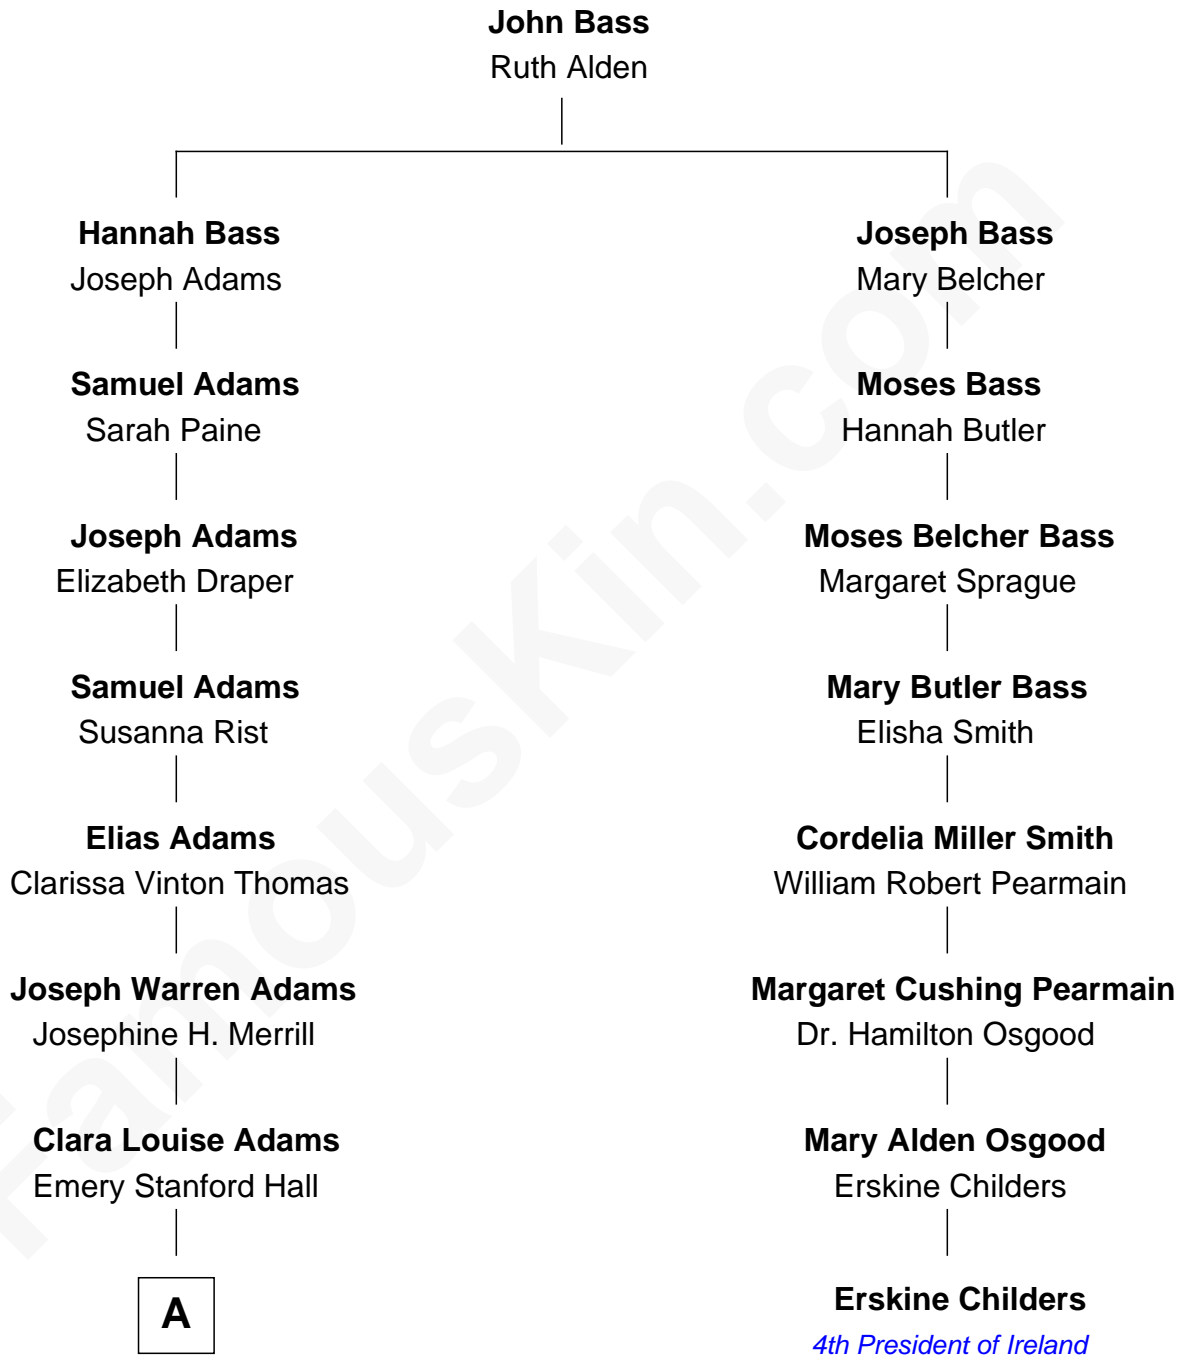 John Bass
Ruth Alden
Hannah Bass
Joseph Adams
Samuel Adams
Sarah Paine
Joseph Adams
Elizabeth Draper
Samuel Adams
Susanna Rist
Elias Adams
Clarissa Vinton Thomas
Joseph Warren Adams
Josephine H. Merrill
Clara Louise Adams
Emery Stanford Hall
A
Joseph Bass
Mary Belcher
Moses Bass
Hannah Butler
Moses Belcher Bass
Margaret Sprague
Mary Butler Bass
Elisha Smith
Cordelia Miller Smith
William Robert Pearmain
Margaret Cushing Pearmain
Dr. Hamilton Osgood
Mary Alden Osgood
Erskine Childers
Erskine Childers
4th President of Ireland
FamousKin.com